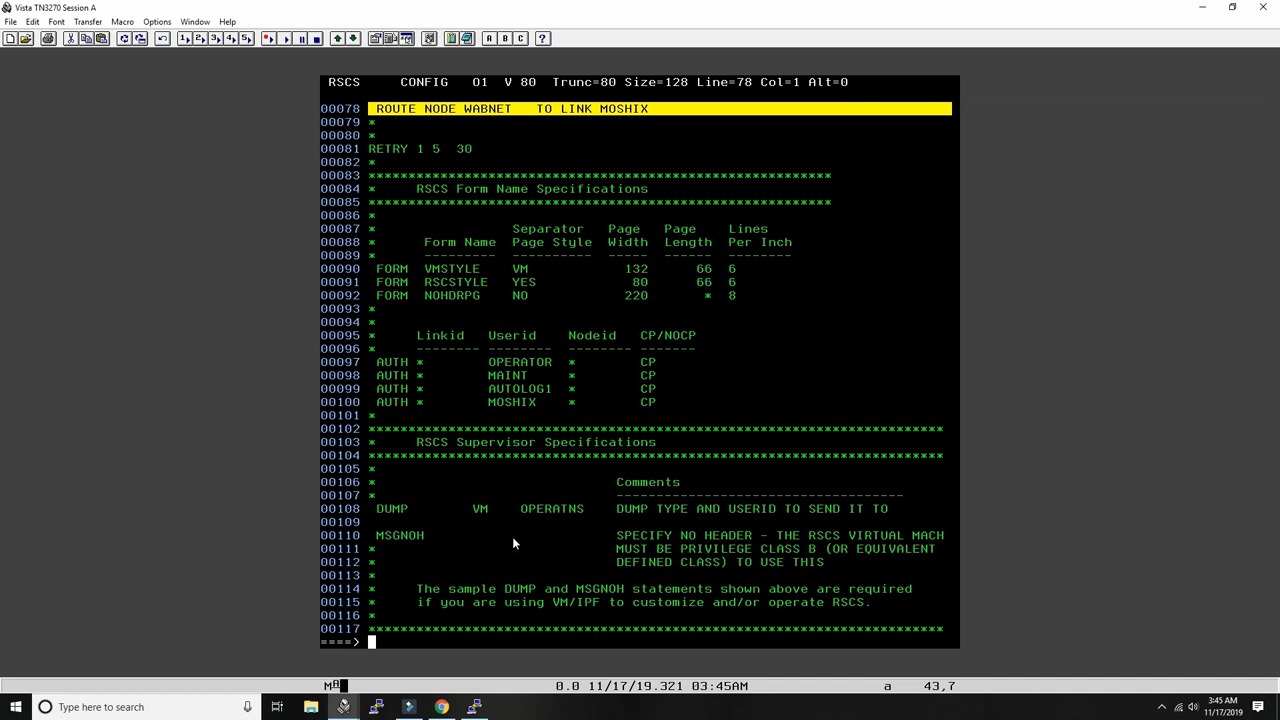 Vista TN3270 Session A
File Edit Font Transfer Macro Options Window Help
1 2 3 4 5 A B C ?
RSCS CONFIG O1 V 80 Trunc=80 Size=128 Line=78 Col=1 Alt=0
00078 ROUTE NODE WABNET TO LINK MOSHIX
00079 *
00080 *
00081 RETRY 1 5 30
00082 *
00083 **********************************************************
00084 * RSCS Form Name Specifications
00085 **********************************************************
00086 *
00087 * Separator Page Page Lines
00088 * Form Name Page Style Width Length Per Inch
00089 * --------- ---------- ----- ------ --------
00090 FORM VMSTYLE VM 132 66 6
00091 FORM RSCSTYLE YES 80 66 6
00092 FORM NOHDRPG NO 220 * 8
00093 *
00094 *
00095 * Linkid Userid Nodeid CP/NOCP
00096 * -------- -------- -------- -------
00097 AUTH * OPERATOR * CP
00098 AUTH * MAINT * CP
00099 AUTH * AUTOLOG1 * CP
00100 AUTH * MOSHIX * CP
00101 *
00102 ************************************************************************
00103 * RSCS Supervisor Specifications
00104 ************************************************************************
00105 *
00106 * Comments
00107 * ------------------------------------
00108 DUMP VM OPERATNS DUMP TYPE AND USERID TO SEND IT TO
00109
00110 MSGNOH SPECIFY NO HEADER - THE RSCS VIRTUAL MACH
00111 * MUST BE PRIVILEGE CLASS B (OR EQUIVALENT
00112 * DEFINED CLASS) TO USE THIS
00113 *
00114 * The sample DUMP and MSGNOH statements shown above are required
00115 * if you are using VM/IPF to customize and/or operate RSCS.
00116 *
00117 ************************************************************************
====>
0.0 11/17/19.321 03:45AM a 43,7
Type here to search
3:45 AM
11/17/2019